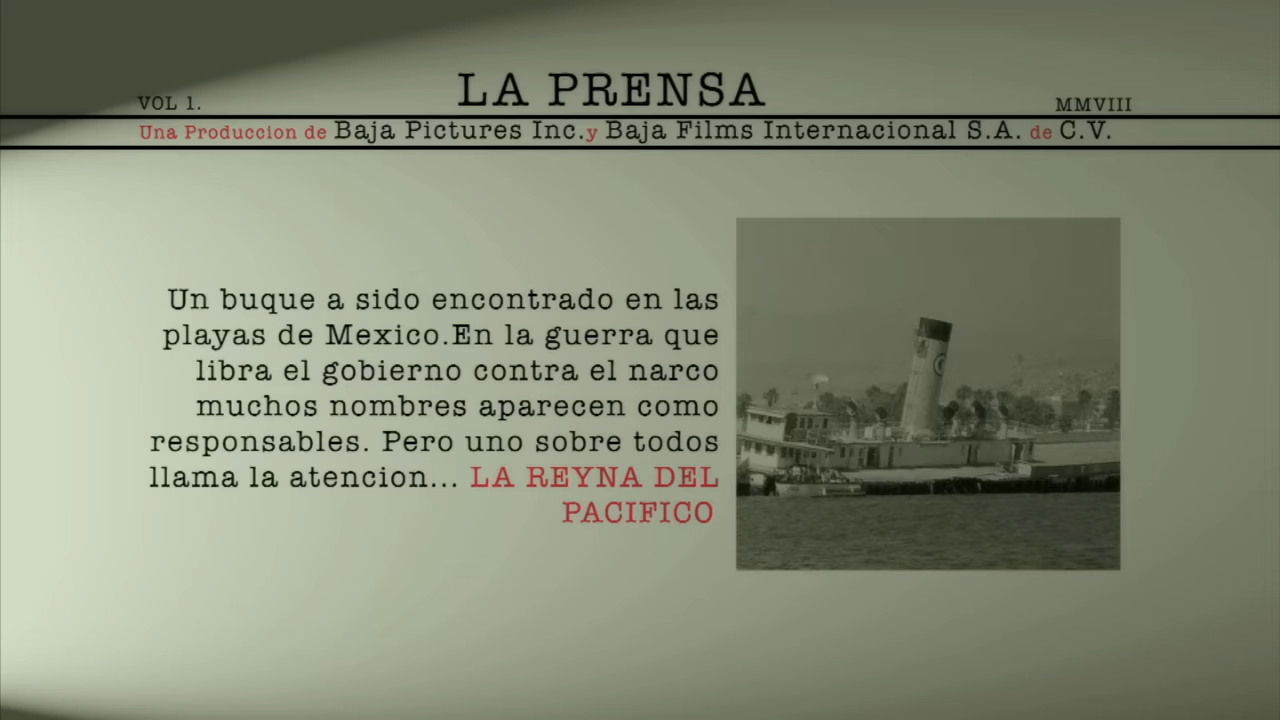 LA PRENSA
VOL 1.
MMVIII
Una Produccion de Baja Pictures Inc.y Baja Films Internacional S.A. de C.V.
Un buque a sido encontrado en las
playas de Mexico.En la guerra que
libra el gobierno contra el narco
muchos nombres aparecen como
responsables. Pero uno sobre todos
llama la atencion... LA REYNA DEL
PACIFICO